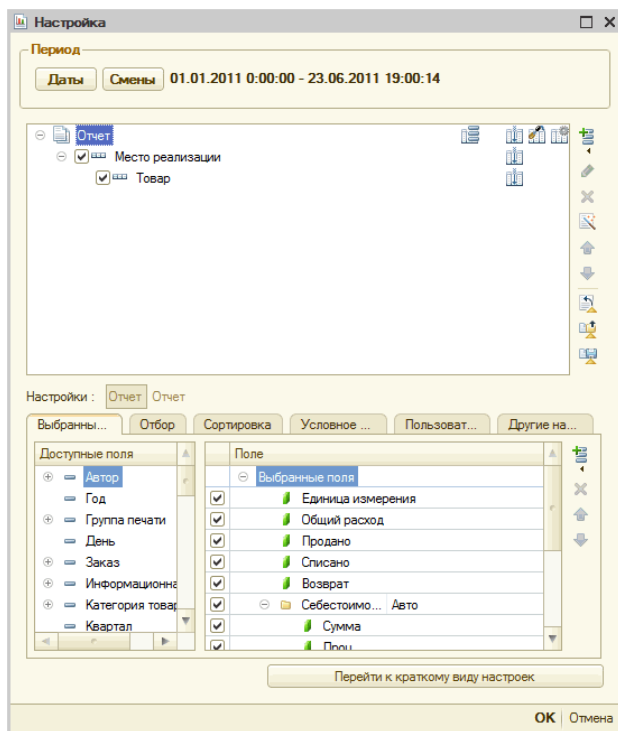 Настройка
Период
Даты Смены 01.01.2011 0:00:00 - 23.06.2011 19:00:14
Отчет
Место реализации
Товар
Настройки : Отчет Отчет
Выбранны... Отбор Сортировка Условное ... Пользоват... Другие на...
Доступные поля Поле
Автор Выбранные поля
Год Единица измерения
Группа печати Общий расход
День Продано
Заказ Списано
Информационна Возврат
Категория товар Себестоимо... Авто
Квартал Сумма
Перейти к краткому виду настроек
OK Отмена